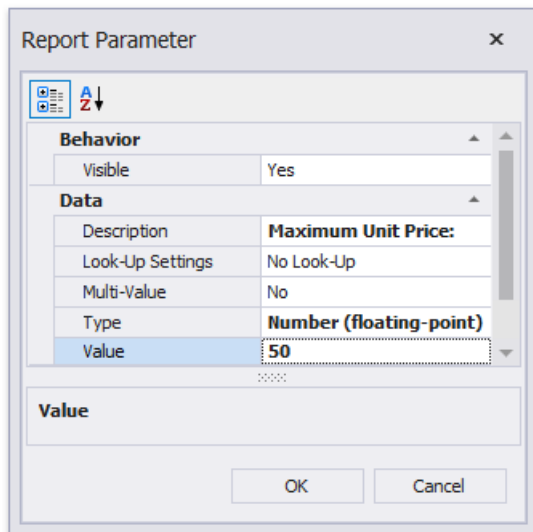 Report Parameter
A
Z
Behavior
Visible Yes
Data
Description Maximum Unit Price:
Look-Up Settings No Look-Up
Multi-Value No
Type Number (floating-point)
Value 50
Value
OK Cancel